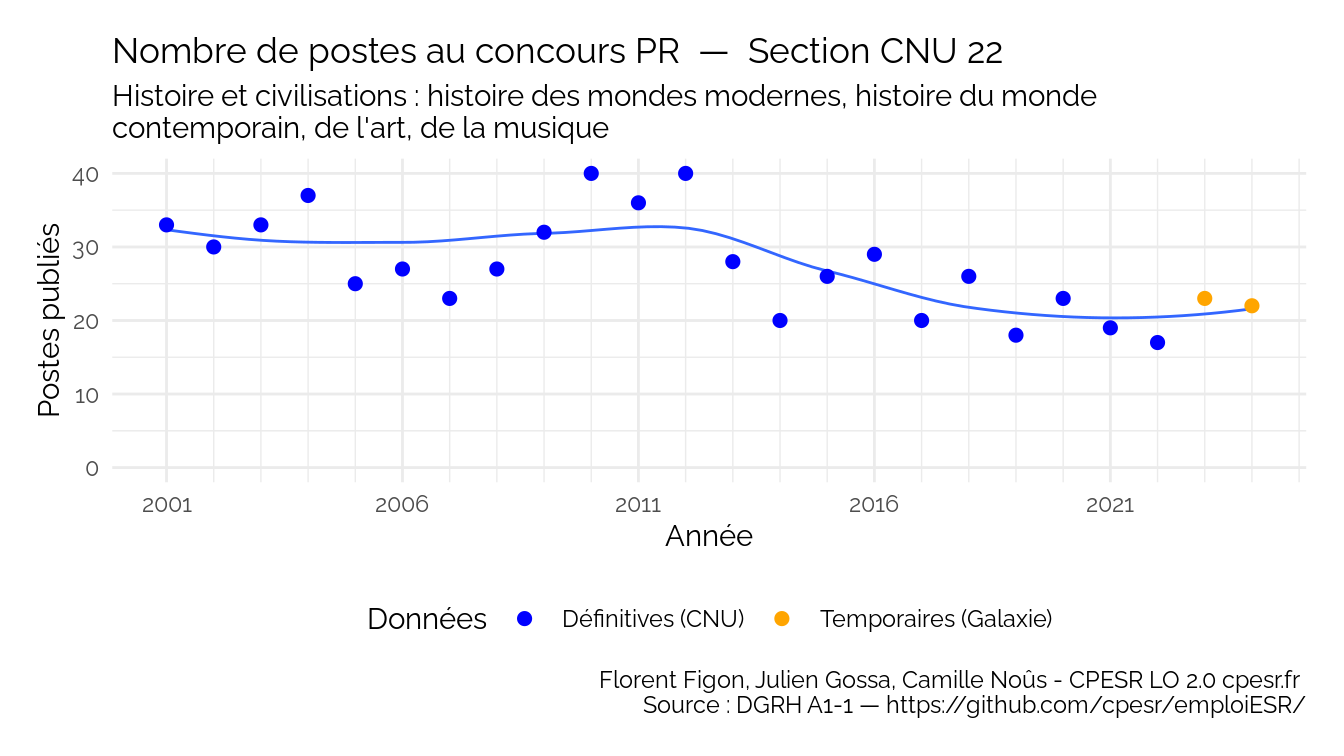 Nombre de postes au concours PR — Section CNU 22
Histoire et civilisations : histoire des mondes modernes, histoire du monde
contemporain, de l'art, de la musique
Postes publiés
40
30
20
10
0
2001 2006 2011 2016 2021
Année
Données Définitives (CNU) Temporaires (Galaxie)
Florent Figon, Julien Gossa, Camille Noûs - CPESR LO 2.0 cpesr.fr
Source : DGRH A1-1 — https://github.com/cpesr/emploiESR/